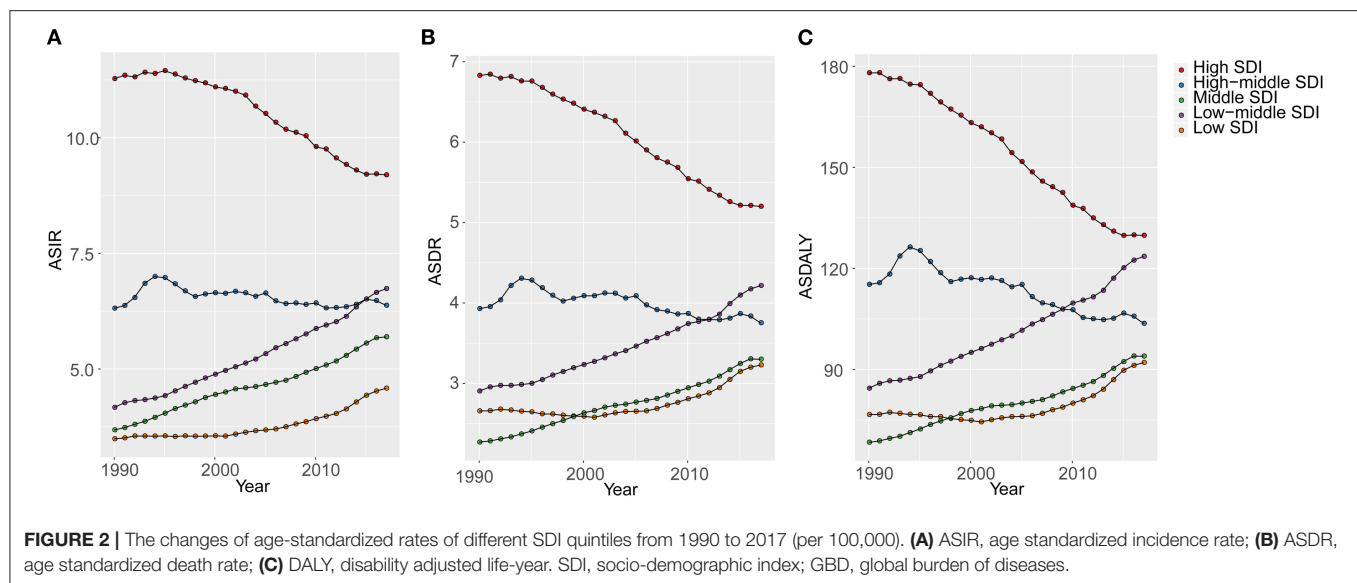 A
B
C
11.25
10.0
7.5
5.0
ASIR
1990
2000
2010
Year
7
6
5
4
3
ASDR
1990
2000
2010
Year
180
150
120
90
ASDALY
1990
2000
2010
Year
High SDI
High-middle SDI
Middle SDI
Low-middle SDI
Low SDI
FIGURE 2 | The changes of age-standardized rates of different SDI quintiles from 1990 to 2017 (per 100,000). (A) ASIR, age standardized incidence rate; (B) ASDR,
age standardized death rate; (C) DALY, disability adjusted life-year. SDI, socio-demographic index; GBD, global burden of diseases.